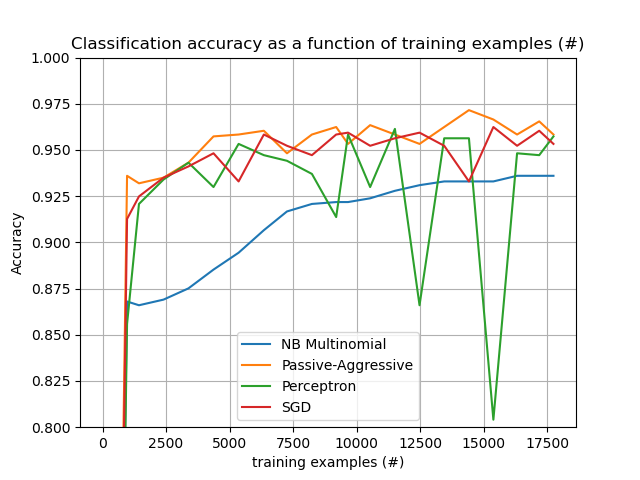 Classification accuracy as a function of training examples (#)
1.000
0.975
0.950
0.925
0.900
0.875
0.850
0.825
0.800
Accuracy
NB Multinomial
Passive-Aggressive
Perceptron
SGD
0 2500 5000 7500 10000 12500 15000 17500
training examples (#)